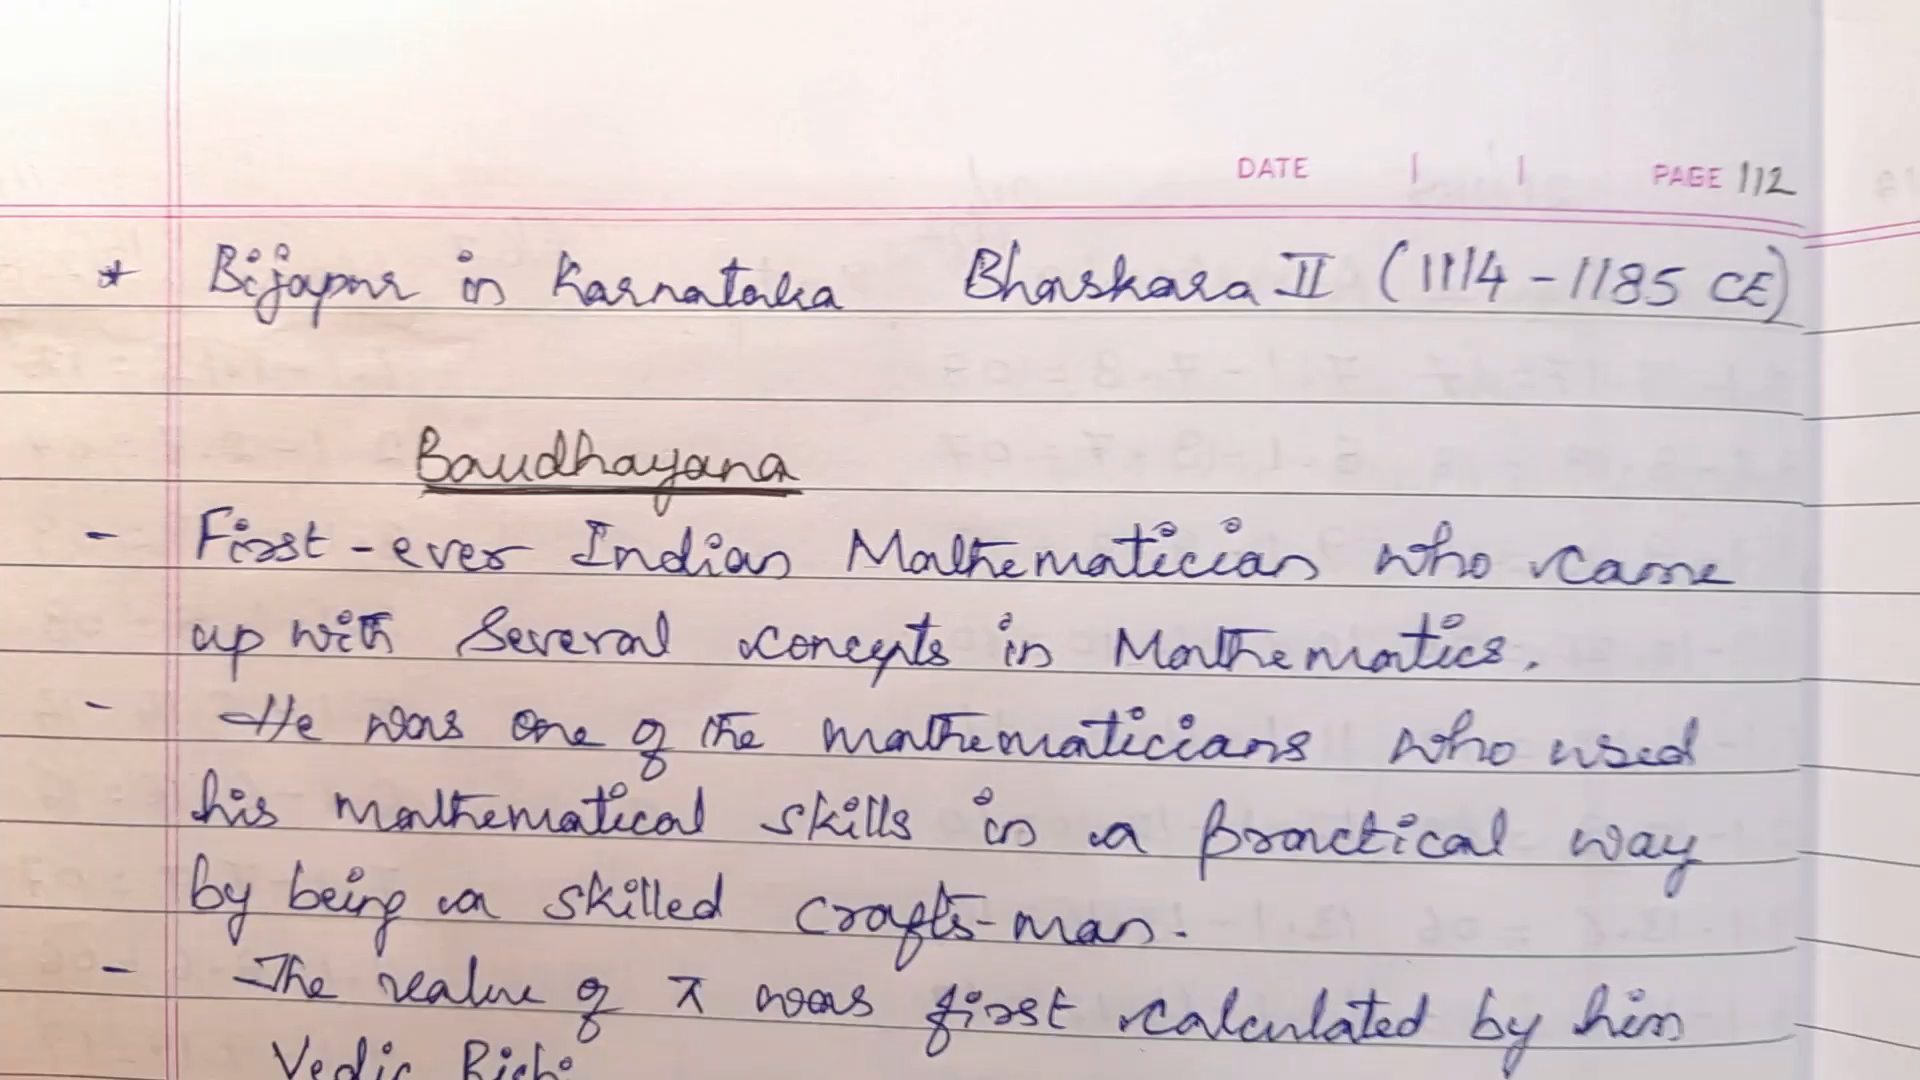 DATE | | PAGE 112
* Bijapur in Karnataka Bhaskara II (1114 - 1185 CE)
Baudhayana
- First-ever Indian Mathematician who came
up with several concepts in Mathematics.
- He was one of the mathematicians who used
his mathematical skills in a practical way
by being a skilled crafts-man.
- The value of π was first calculated by him
Vedic Rishi